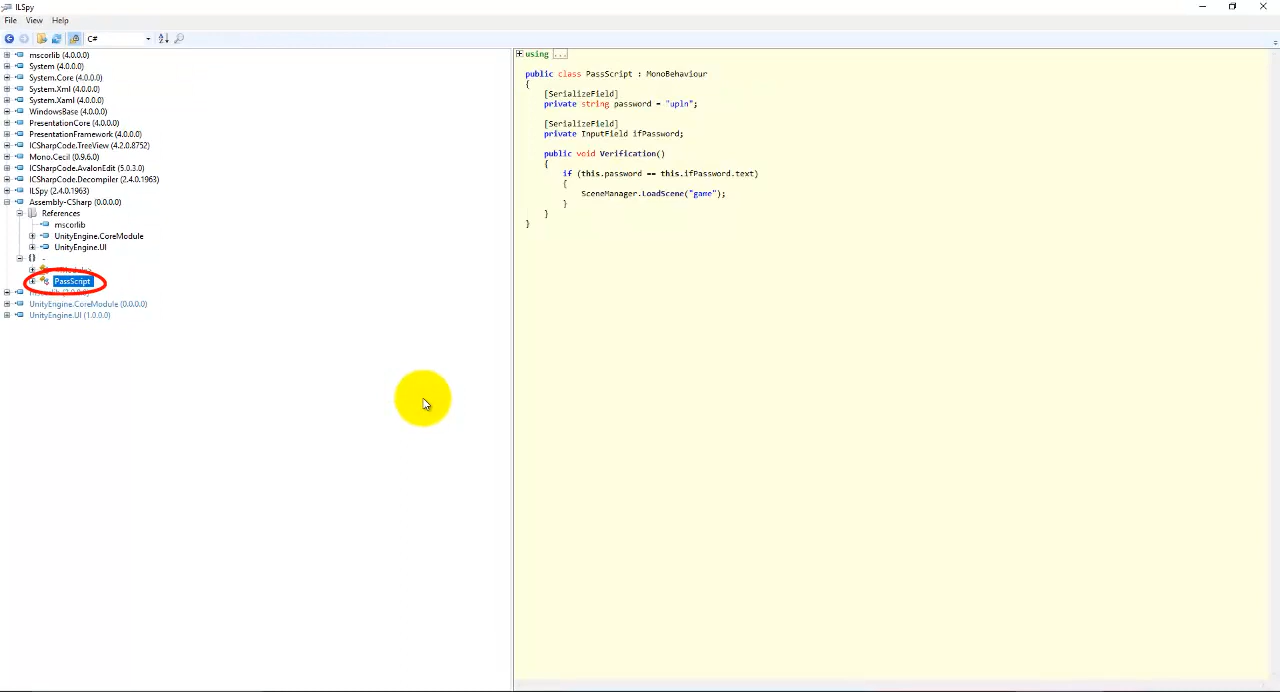 ILSpy
File View Help
C#
mscorlib (4.0.0.0)
System (4.0.0.0)
System.Core (4.0.0.0)
System.Xml (4.0.0.0)
System.Xaml (4.0.0.0)
WindowsBase (4.0.0.0)
PresentationCore (4.0.0.0)
PresentationFramework (4.0.0.0)
ICSharpCode.TreeView (4.2.0.8752)
Mono.Cecil (0.9.6.0)
ICSharpCode.AvalonEdit (5.0.3.0)
ICSharpCode.Decompiler (2.4.0.1963)
ILSpy (2.4.0.1963)
Assembly-CSharp (0.0.0.0)
References
mscorlib
UnityEngine.CoreModule
UnityEngine.UI
{} -
PassScript
UnityEngine.CoreModule (0.0.0.0)
UnityEngine.UI (1.0.0.0)
using ...
public class PassScript : MonoBehaviour
{
[SerializeField]
private string password = "upln";
[SerializeField]
private InputField ifPassword;
public void Verification()
{
if (this.password == this.ifPassword.text)
{
SceneManager.LoadScene("game");
}
}
}